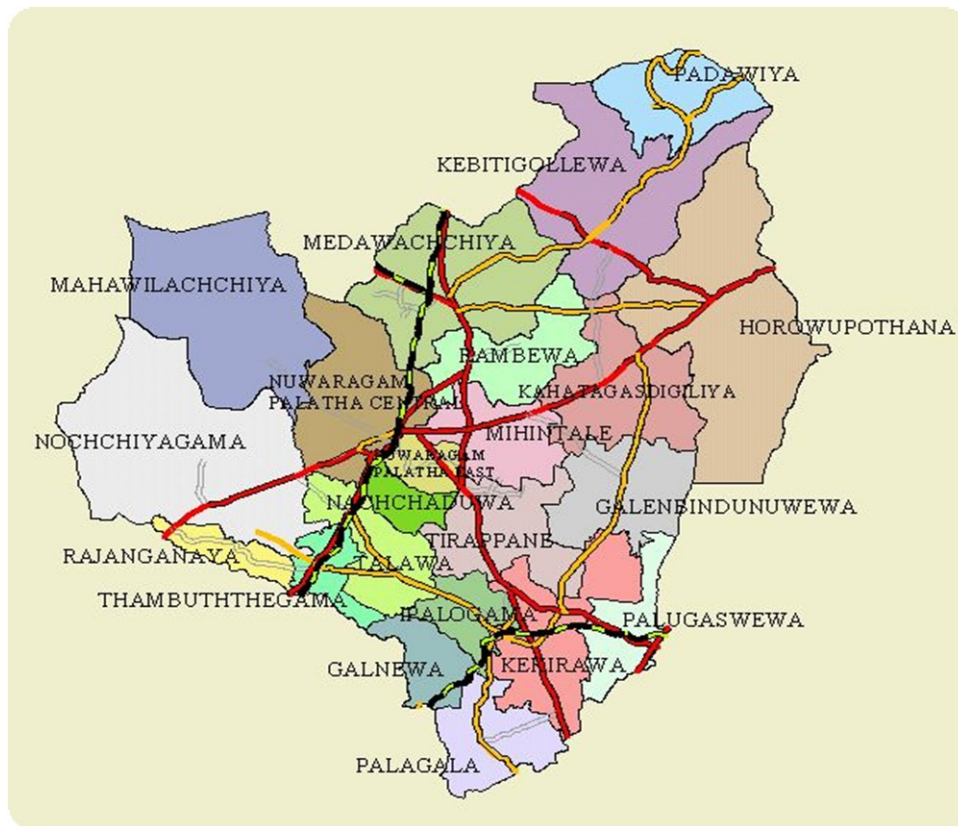 PADAWIYA
KEBITIGOLLEWA
MEDAWACHCHIYA
MAHAWILACHCHIYA
HOROWUPOTHANA
RAMBEWA
NUWARAGAM
PALATHA CENTRAL
KAHATAGASDIGILIYA
MIHINTALE
NOCHCHIYAGAMA
NUWARAGAM
PALATHA EAST
NACHCHADUWA
GALENBINDUNUWEWA
TIRAPPANE
RAJANGANAYA
TALAWA
THAMBUTHTHEGAMA
IPALOGAMA
PALUGASWEWA
GALNEWA
KEKIRAWA
PALAGALA